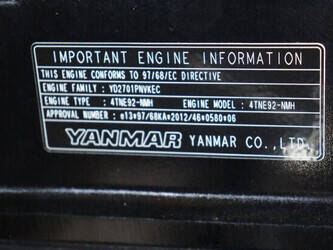 IMPORTANT ENGINE INFORMATION
THIS ENGINE CONFORMS TO 97/68/EC DIRECTIVE
ENGINE FAMILY : YD2701PNVKEC
ENGINE TYPE : 4TNE92-NMH ENGINE MODEL : 4TNE92-NMH
APPROVAL NUMBER : e13*97/68KA*2012/46*0580*06
YANMAR YANMAR CO.,LTD.